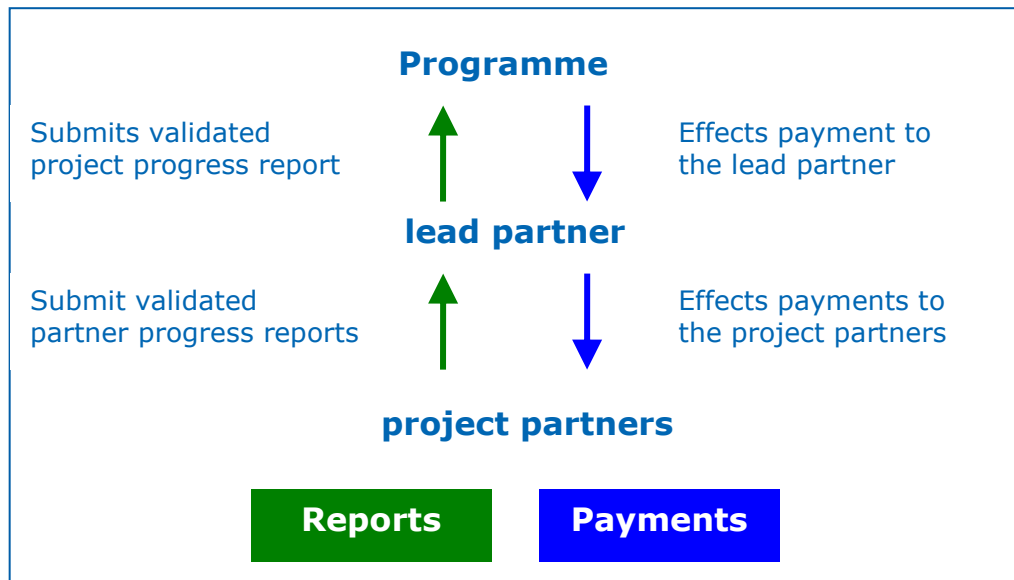 Programme
Submits validated
project progress report
Effects payment to
the lead partner
lead partner
Submit validated
partner progress reports
Effects payments to
the project partners
project partners
Reports
Payments